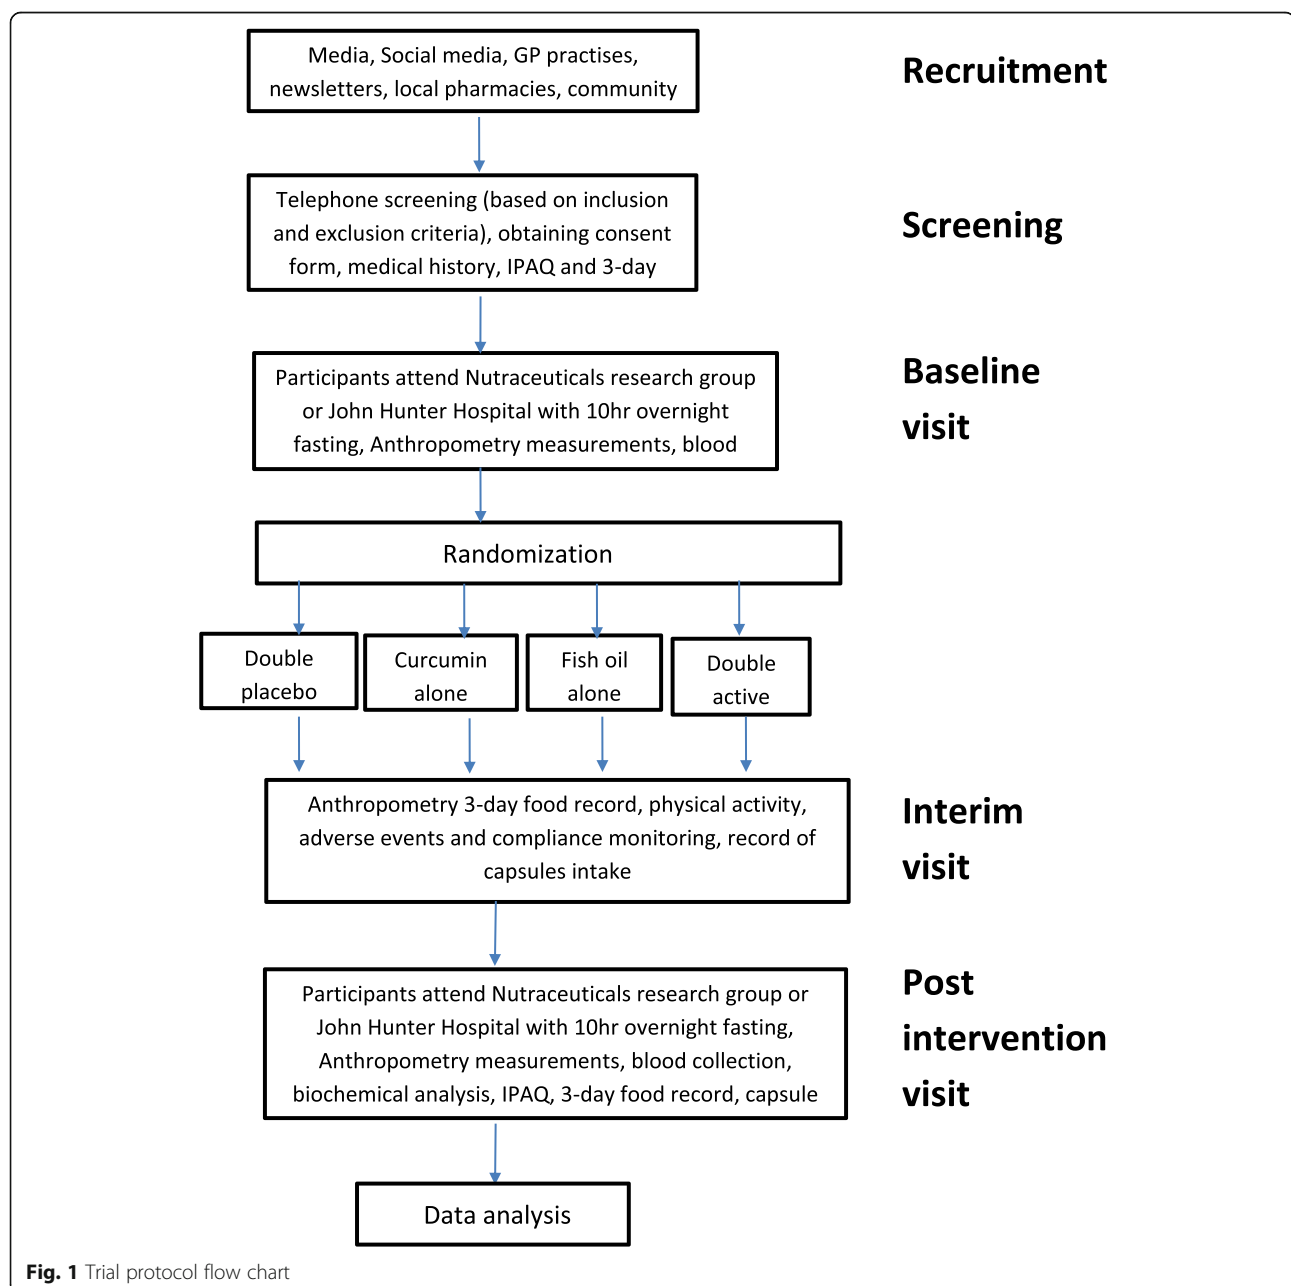 Media, Social media, GP practises,
newsletters, local pharmacies, community
Recruitment
Telephone screening (based on inclusion
and exclusion criteria), obtaining consent
form, medical history, IPAQ and 3-day
Screening
Participants attend Nutraceuticals research group
or John Hunter Hospital with 10hr overnight
fasting, Anthropometry measurements, blood
Baseline
visit
Randomization
Double
placebo
Curcumin
alone
Fish oil
alone
Double
active
Anthropometry 3-day food record, physical activity,
adverse events and compliance monitoring, record of
capsules intake
Interim
visit
Participants attend Nutraceuticals research group or
John Hunter Hospital with 10hr overnight fasting,
Anthropometry measurements, blood collection,
biochemical analysis, IPAQ, 3-day food record, capsule
Post
intervention
visit
Data analysis
Fig. 1 Trial protocol flow chart